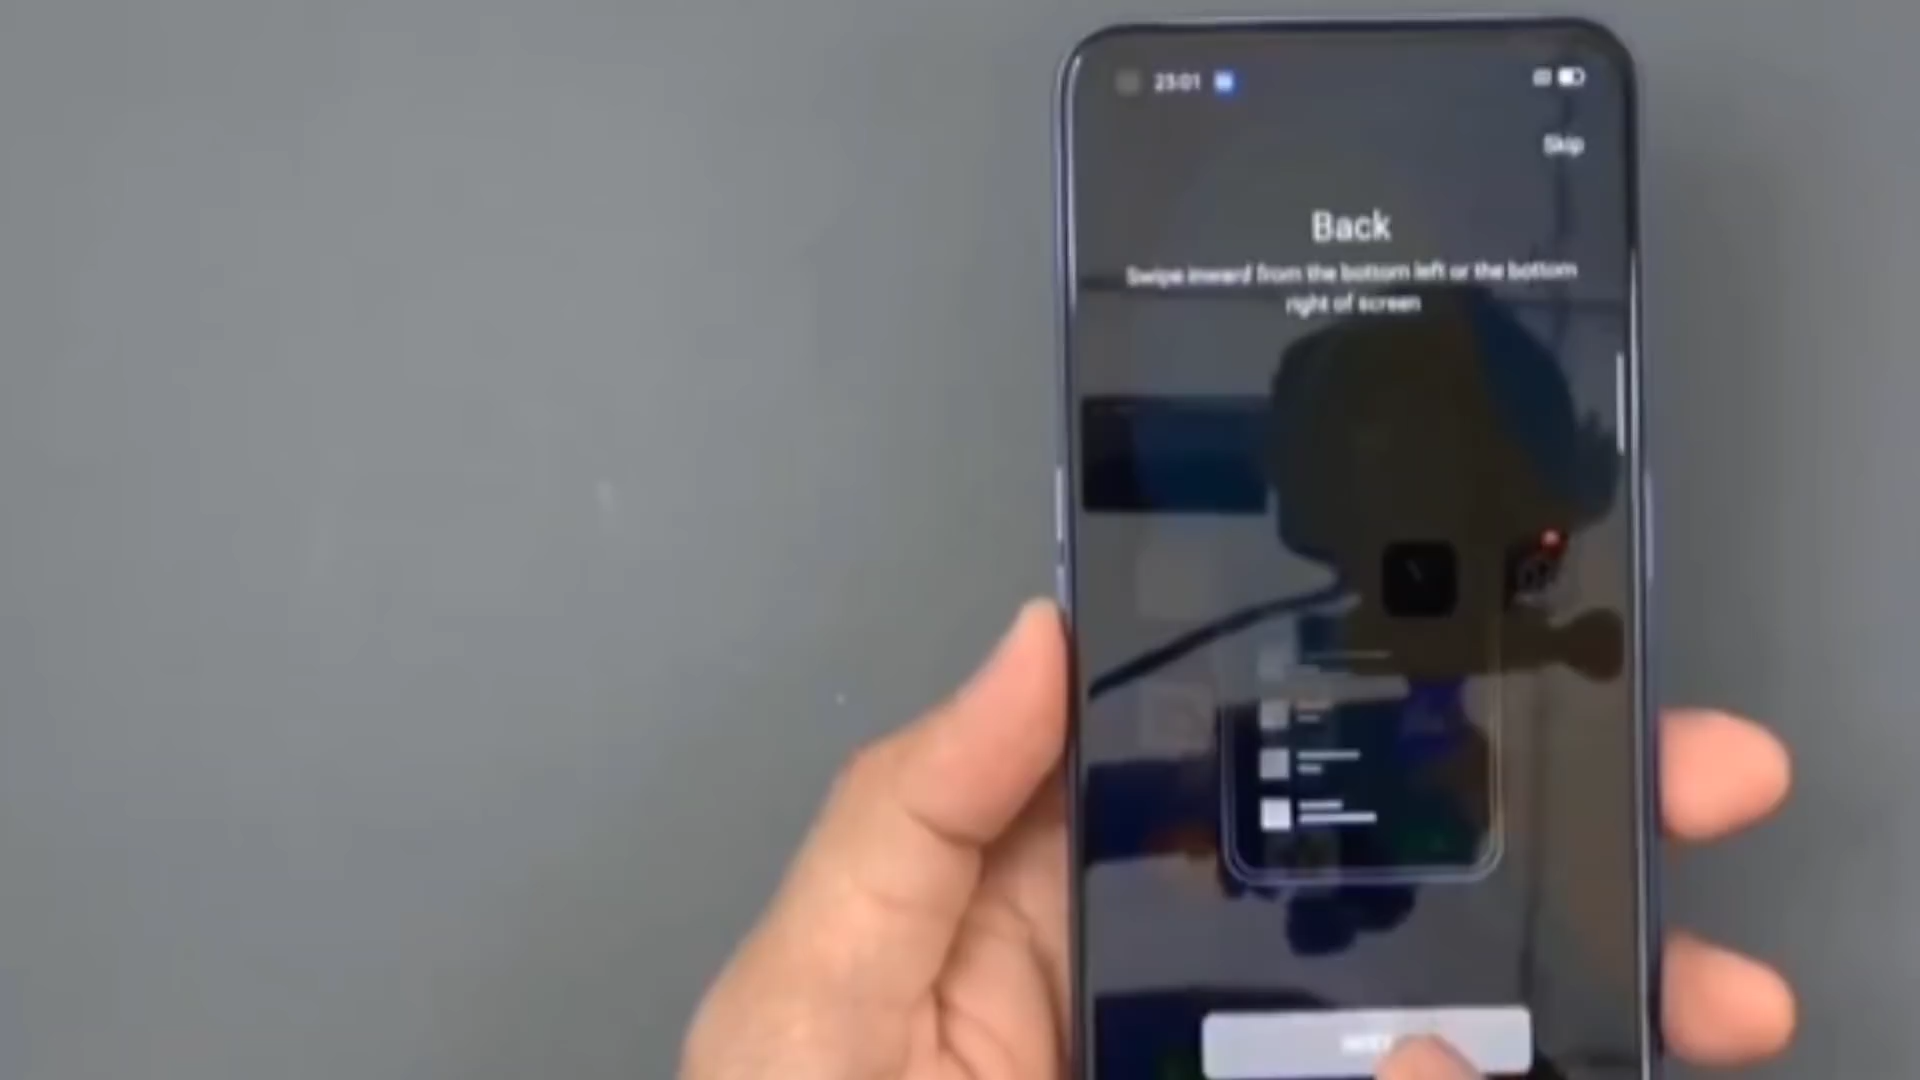 23:01
Skip
Back
Swipe inward from the bottom left or the bottom
right of screen